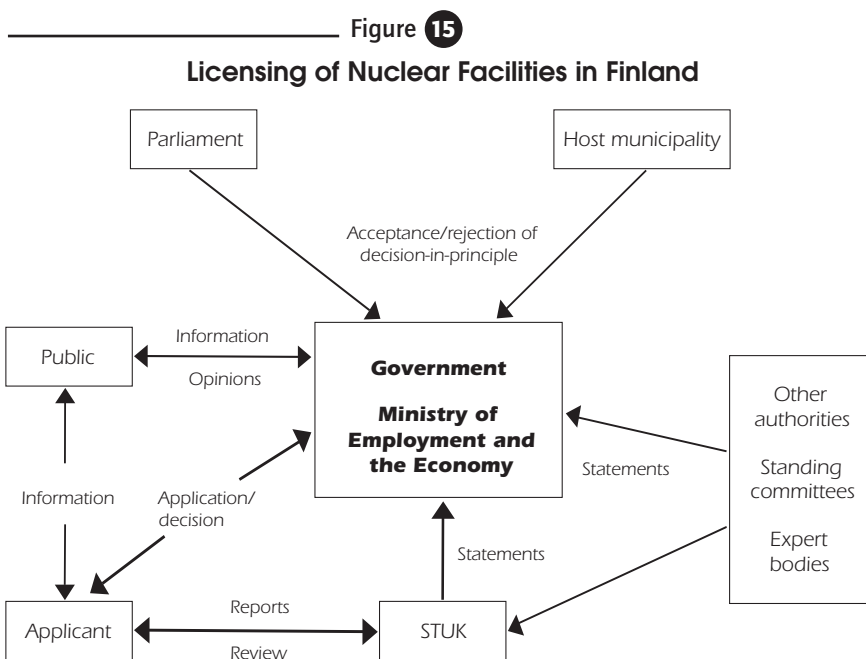 Figure 15
Licensing of Nuclear Facilities in Finland
Parliament
Host municipality
Acceptance/rejection of
decision-in-principle
Public
Information
Opinions
Government
Ministry of
Employment and
the Economy
Other
authorities
Standing
committees
Expert
bodies
Statements
Information
Application/
decision
Statements
Applicant
Reports
Review
STUK